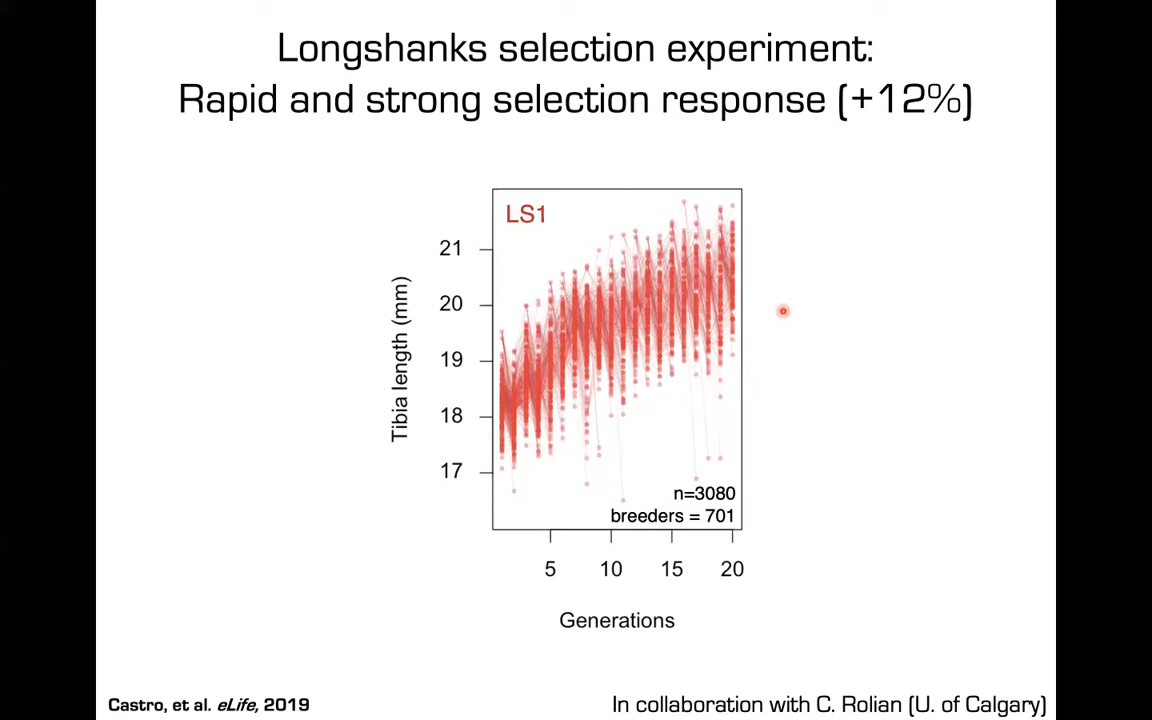 Longshanks selection experiment:
Rapid and strong selection response (+12%)
LS1
21
20
19
18
17
Tibia length (mm)
n=3080
breeders = 701
5 10 15 20
Generations
Castro, et al. eLife, 2019
In collaboration with C. Rolian (U. of Calgary)